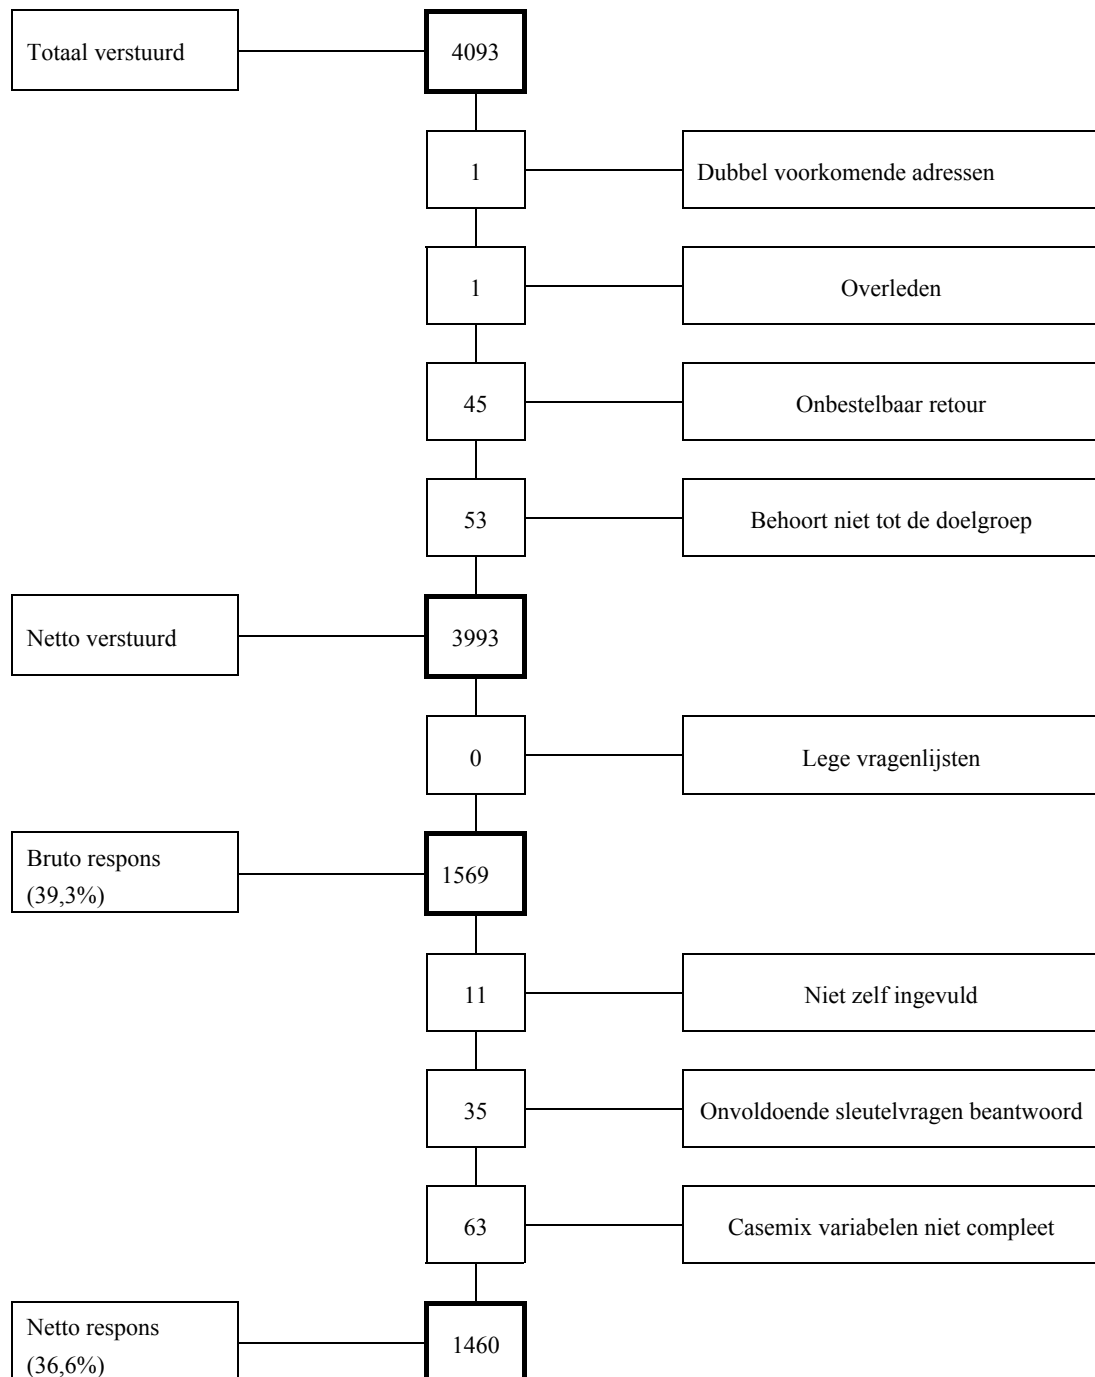 Totaal verstuurd
4093
1
Dubbel voorkomende adressen
1
Overleden
45
Onbestelbaar retour
53
Behoort niet tot de doelgroep
Netto verstuurd
3993
0
Lege vragenlijsten
Bruto respons
(39,3%)
1569
11
Niet zelf ingevuld
35
Onvoldoende sleutelvragen beantwoord
63
Casemix variabelen niet compleet
Netto respons
(36,6%)
1460